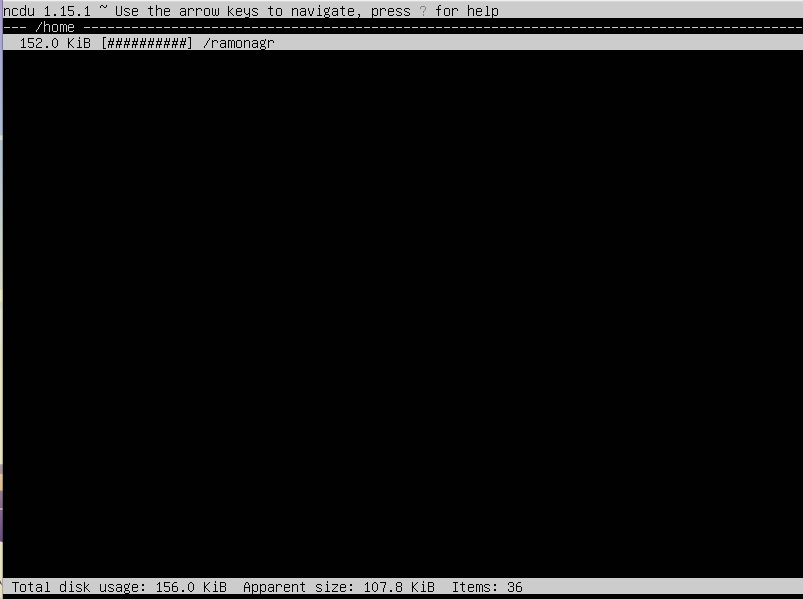 ncdu 1.15.1 ~ Use the arrow keys to navigate, press ? for help
--- /home ------------------------------------------------------------------------------------------
152.0 KiB [##########] /ramonagr
Total disk usage: 156.0 KiB  Apparent size: 107.8 KiB  Items: 36